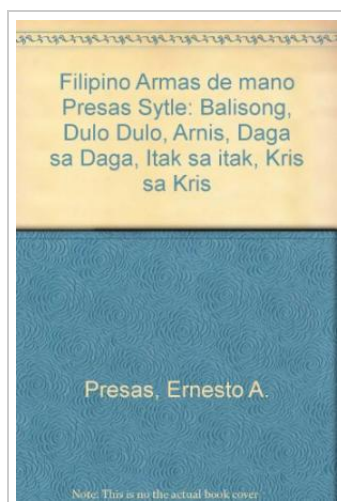 Filipino Armas de mano
Presas Sytle: Balisong,
Dulo Dulo, Arnis, Daga
sa Daga, Itak sa itak, Kris
sa Kris
Presas, Ernesto A.
Note: This is no the actual book cover